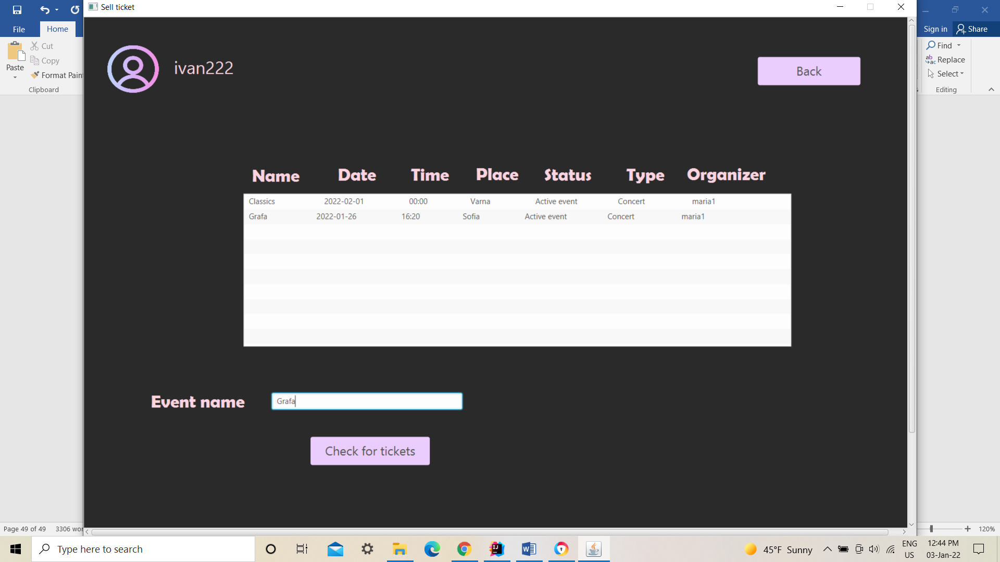 Sell ticket
File
Home
Sign in
Share
Paste
Cut
Copy
Format Pain
Clipboard
Find
Replace
Select
Editing
ivan222
Back
Name Date Time Place Status Type Organizer
Classics 2022-02-01 00:00 Varna Active event Concert maria1
Grafa 2022-01-26 16:20 Sofia Active event Concert maria1
Event name
Grafa
Check for tickets
Page 49 of 49 3306 wor
120%
Type here to search
45°F Sunny
ENG
US
12:44 PM
03-Jan-22